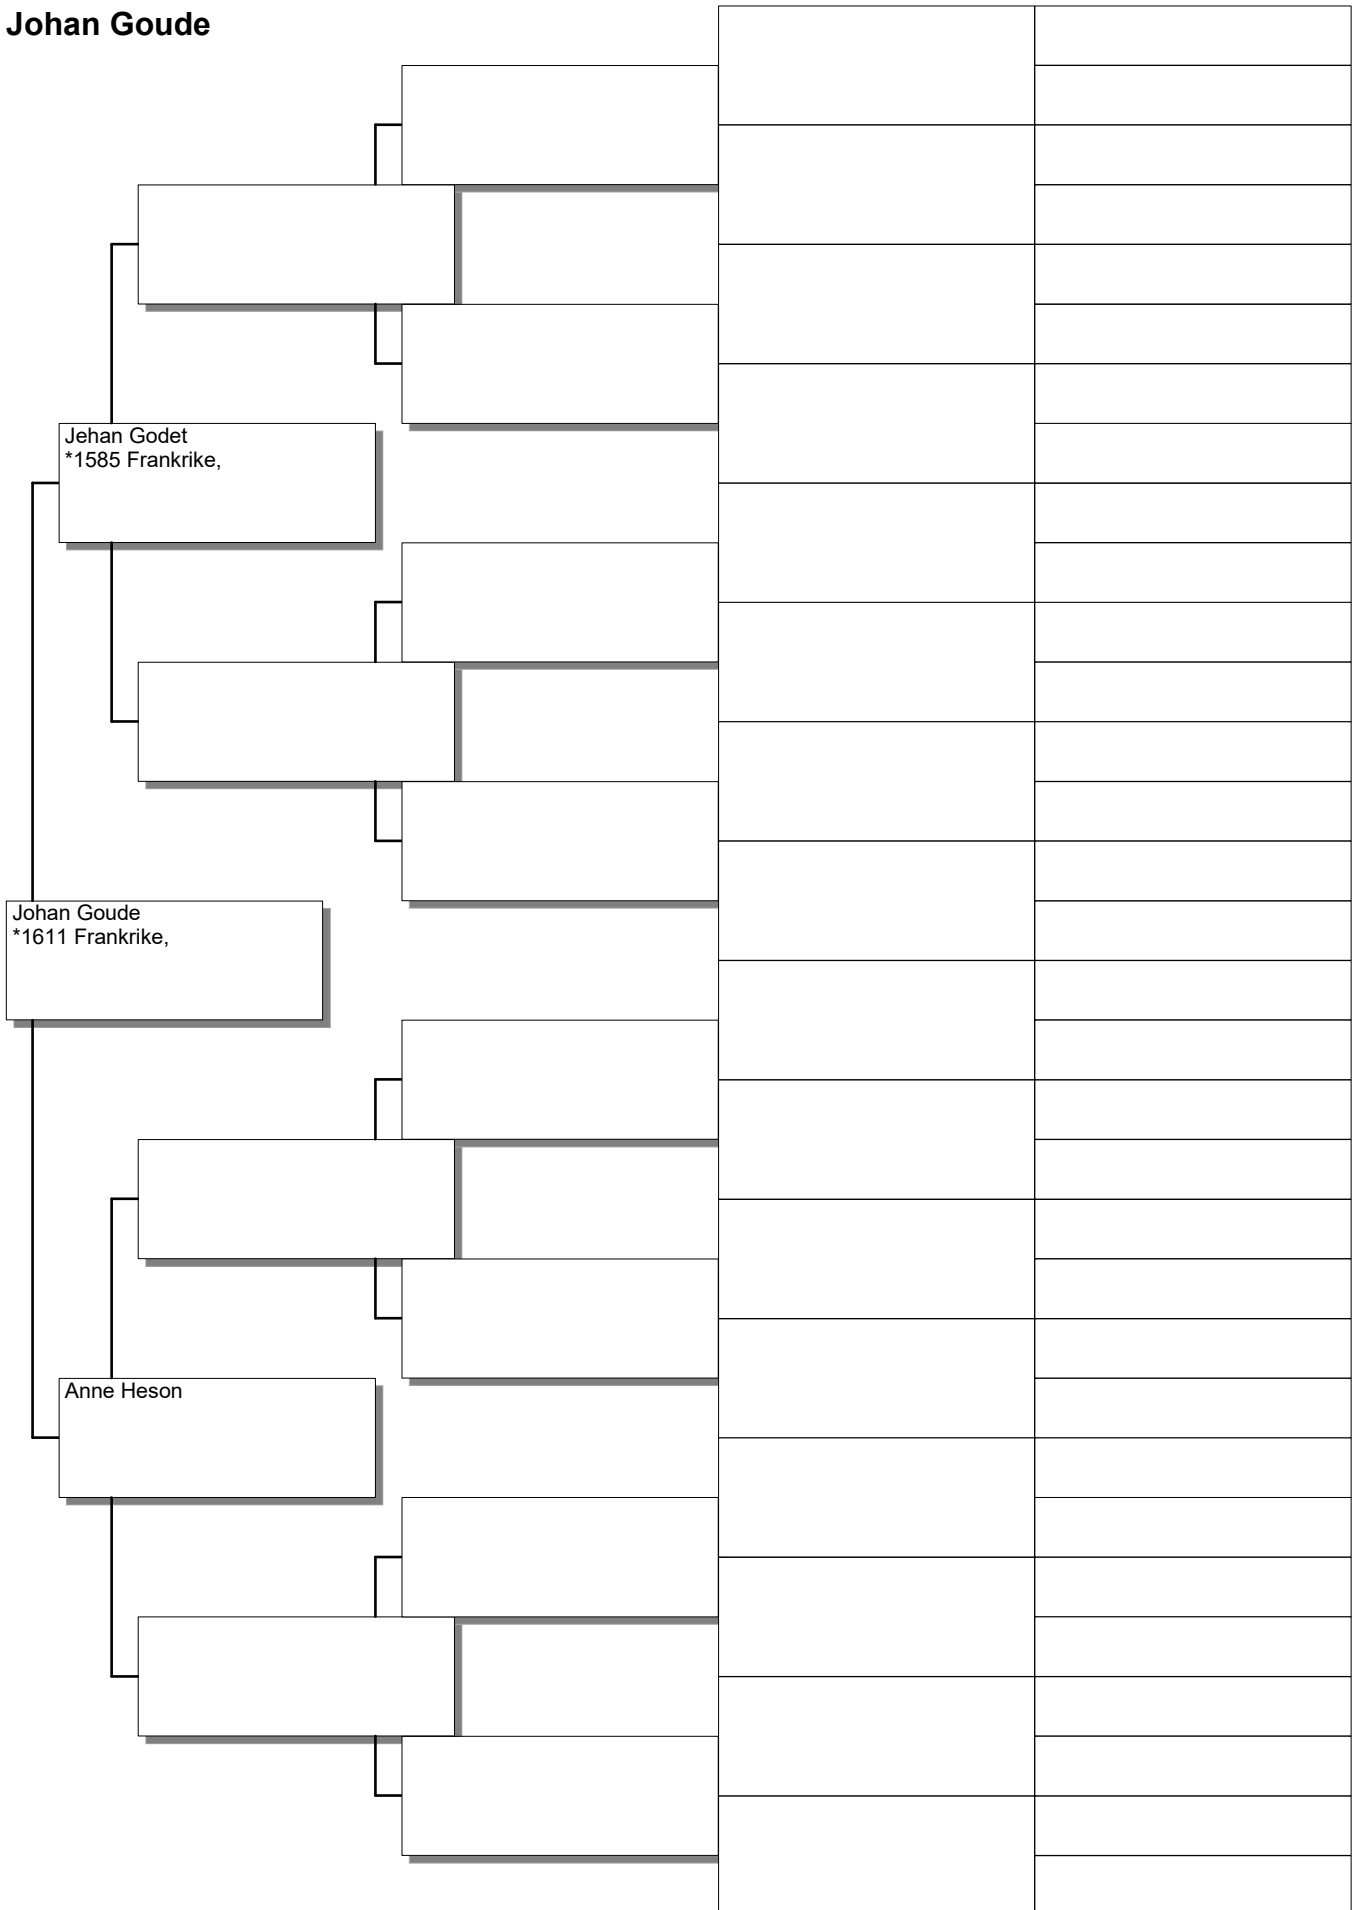 Johan Goude
Jehan Godet
*1585 Frankrike,
Johan Goude
*1611 Frankrike,
Anne Heson